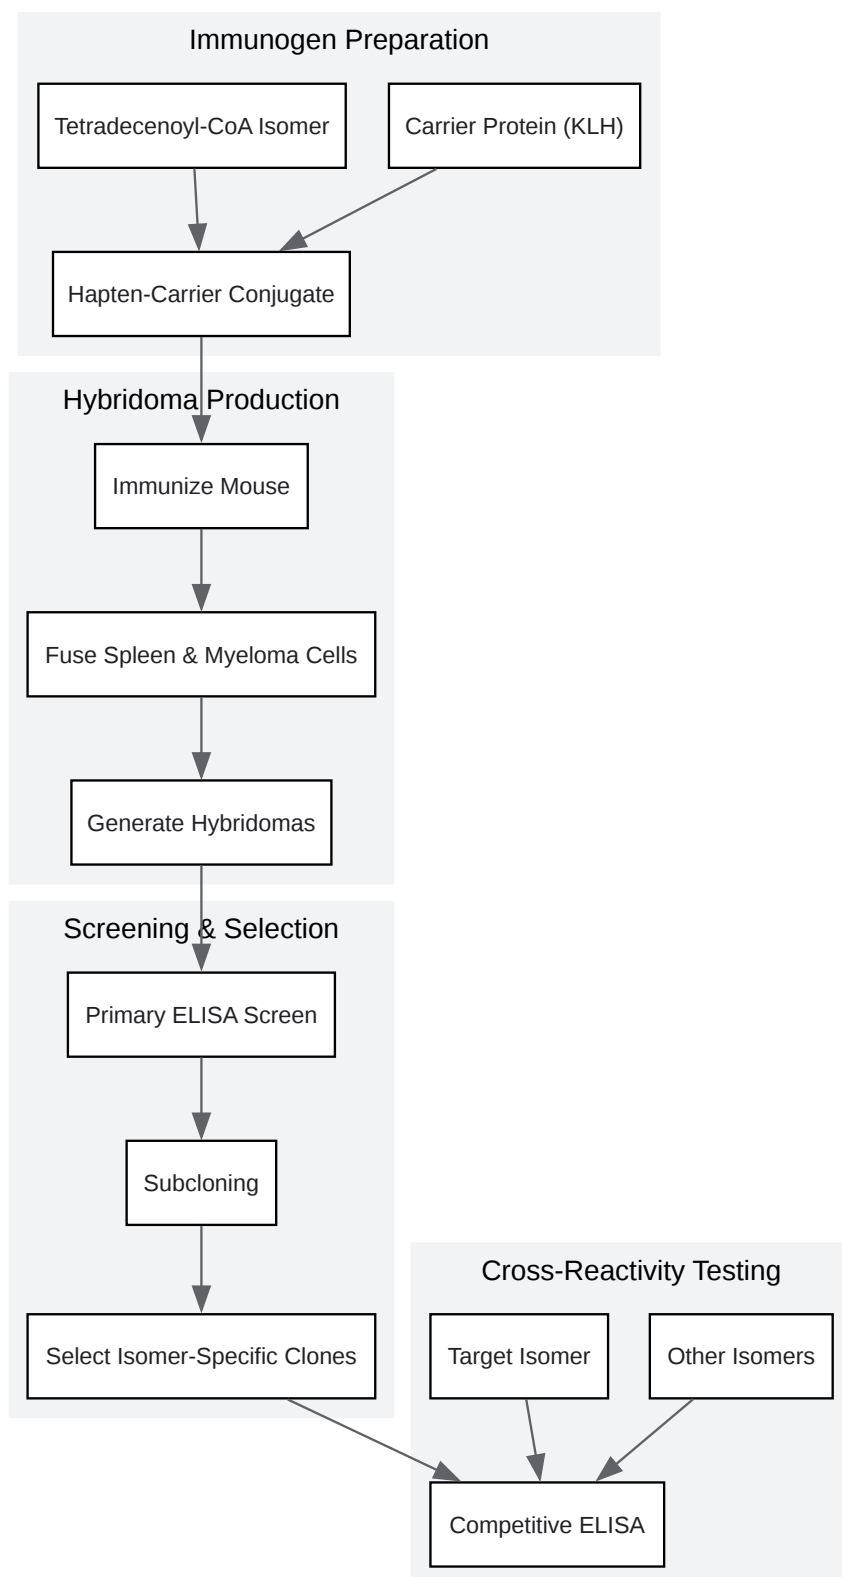 Immunogen Preparation
Tetradecenoyl-CoA Isomer
Carrier Protein (KLH)
Hapten-Carrier Conjugate
Hybridoma Production
Immunize Mouse
Fuse Spleen & Myeloma Cells
Generate Hybridomas
Screening & Selection
Primary ELISA Screen
Subcloning
Select Isomer-Specific Clones
Cross-Reactivity Testing
Target Isomer
Other Isomers
Competitive ELISA